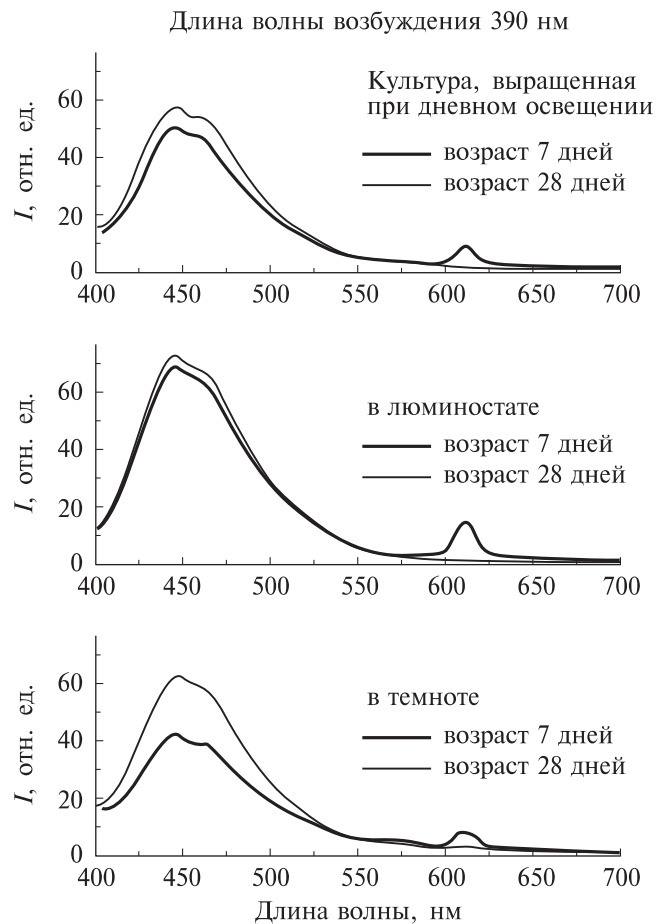 Длина волны возбуждения 390 нм
Культура, выращенная
при дневном освещении
возраст 7 дней
возраст 28 дней
I, отн. ед.
60
40
20
0
400 450 500 550 600 650 700
в люминостате
возраст 7 дней
возраст 28 дней
I, отн. ед.
60
40
20
0
400 450 500 550 600 650 700
в темноте
возраст 7 дней
возраст 28 дней
I, отн. ед.
60
40
20
0
400 450 500 550 600 650 700
Длина волны, нм